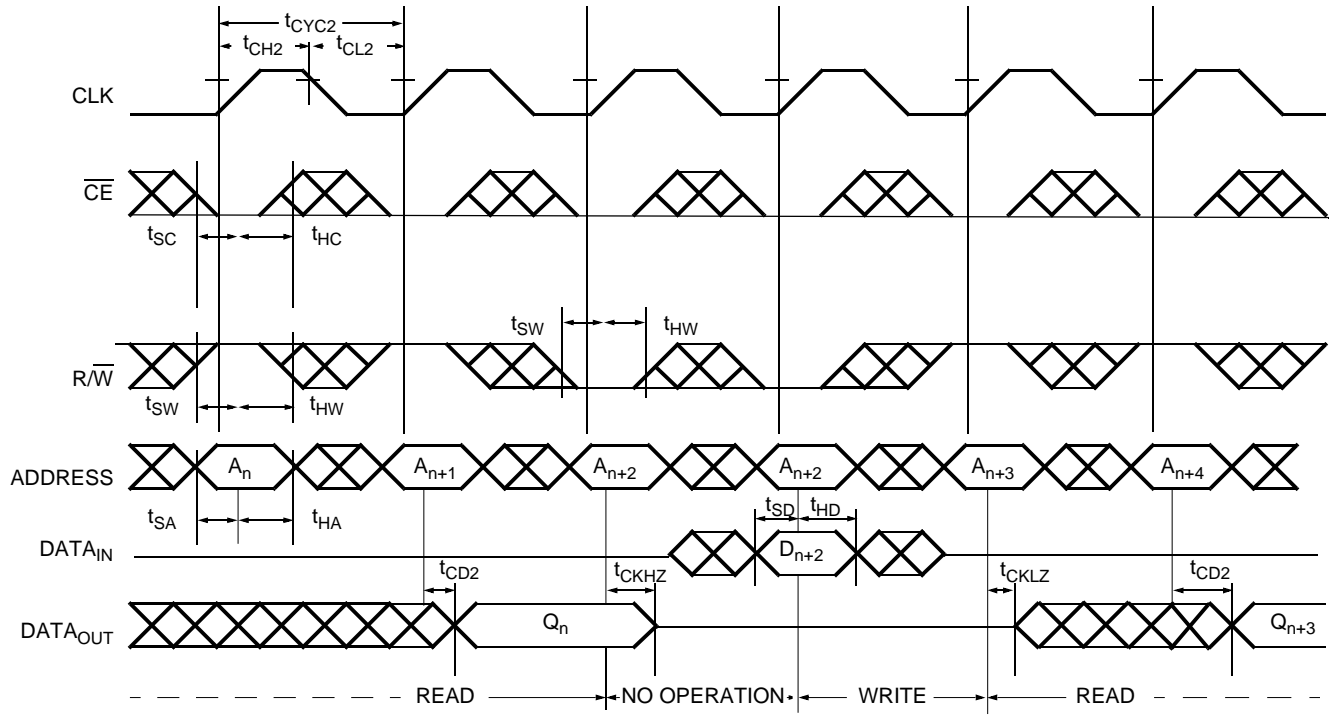 tCYC2
tCH2 tCL2
CLK
CE
tSC tHC
tSW tHW
R/W
tSW tHW
ADDRESS An An+1 An+2 An+2 An+3 An+4
tSA tHA tSD tHD
DATAIN Dn+2
tCD2 tCKHZ tCKLZ tCD2
DATAOUT Qn Qn+3
READ NO OPERATION WRITE READ